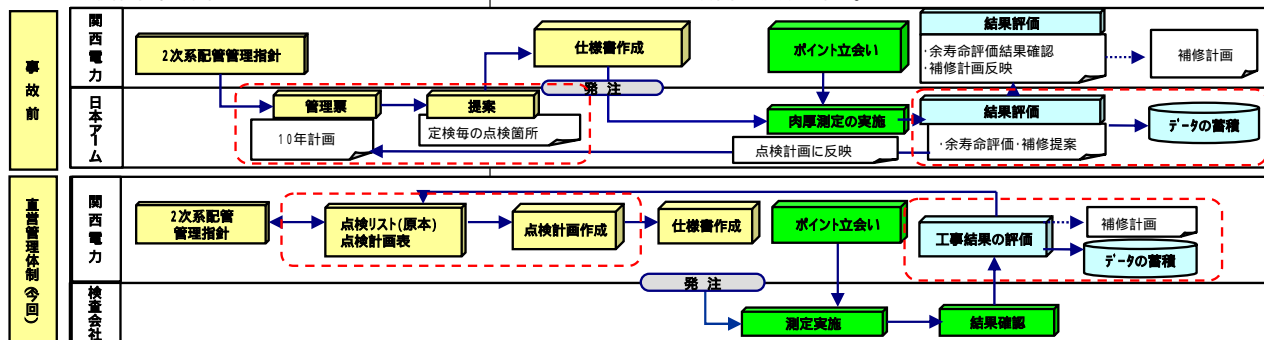 事故前
関西電力
2次系配管管理指針
仕様書作成
ポイント立会い
結果評価
・余寿命評価結果確認
・補修計画反映
補修計画
発注
日本アーム
管理票
10年計画
提案
定検毎の点検箇所
肉厚測定の実施
点検計画に反映
結果評価
・余寿命評価・補修提案
データの蓄積
直営管理体制(今回)
関西電力
2次系配管
管理指針
点検リスト(原本)
点検計画表
点検計画作成
仕様書作成
ポイント立会い
工事結果の評価
補修計画
データの蓄積
発注
検査会社
測定実施
結果確認